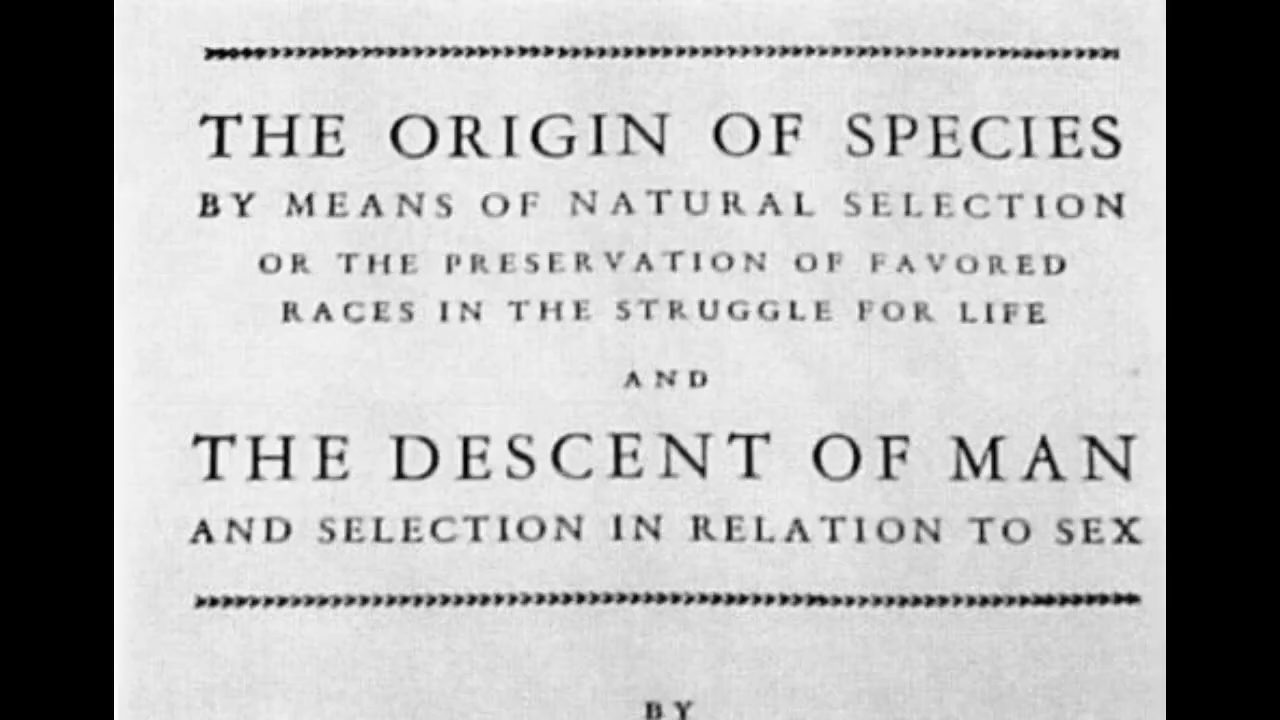 THE ORIGIN OF SPECIES
BY MEANS OF NATURAL SELECTION
OR THE PRESERVATION OF FAVORED
RACES IN THE STRUGGLE FOR LIFE
AND
THE DESCENT OF MAN
AND SELECTION IN RELATION TO SEX
BY